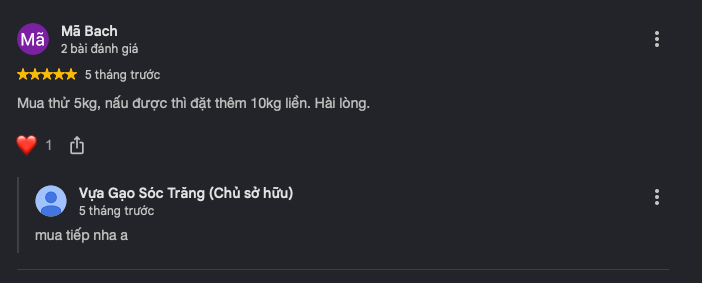 Mã
Mã Bach
2 bài đánh giá
5 tháng trước
Mua thử 5kg, nấu được thì đặt thêm 10kg liền. Hài lòng.
1
Vựa Gạo Sóc Trăng (Chủ sở hữu)
5 tháng trước
mua tiếp nha a